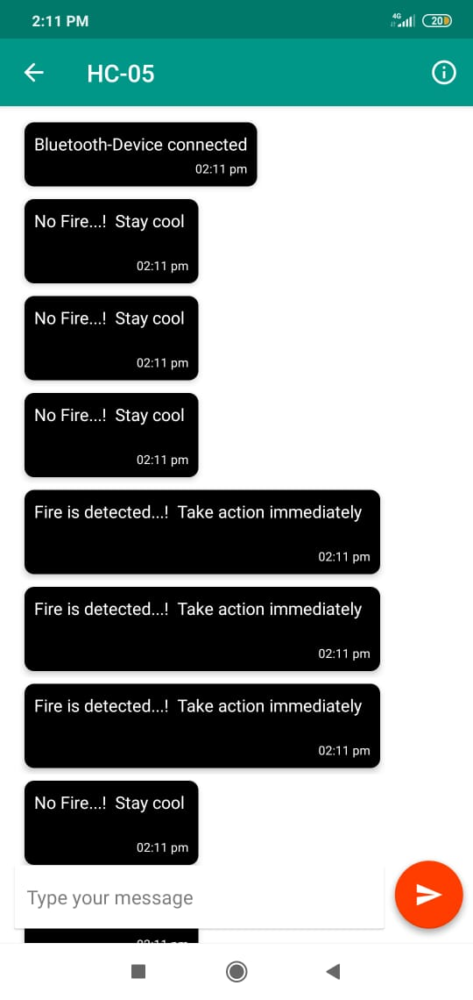 2:11 PM
4G
20
HC-05
Bluetooth-Device connected
02:11 pm
No Fire...!  Stay cool
02:11 pm
No Fire...!  Stay cool
02:11 pm
No Fire...!  Stay cool
02:11 pm
Fire is detected...!  Take action immediately
02:11 pm
Fire is detected...!  Take action immediately
02:11 pm
Fire is detected...!  Take action immediately
02:11 pm
No Fire...!  Stay cool
02:11 pm
Type your message